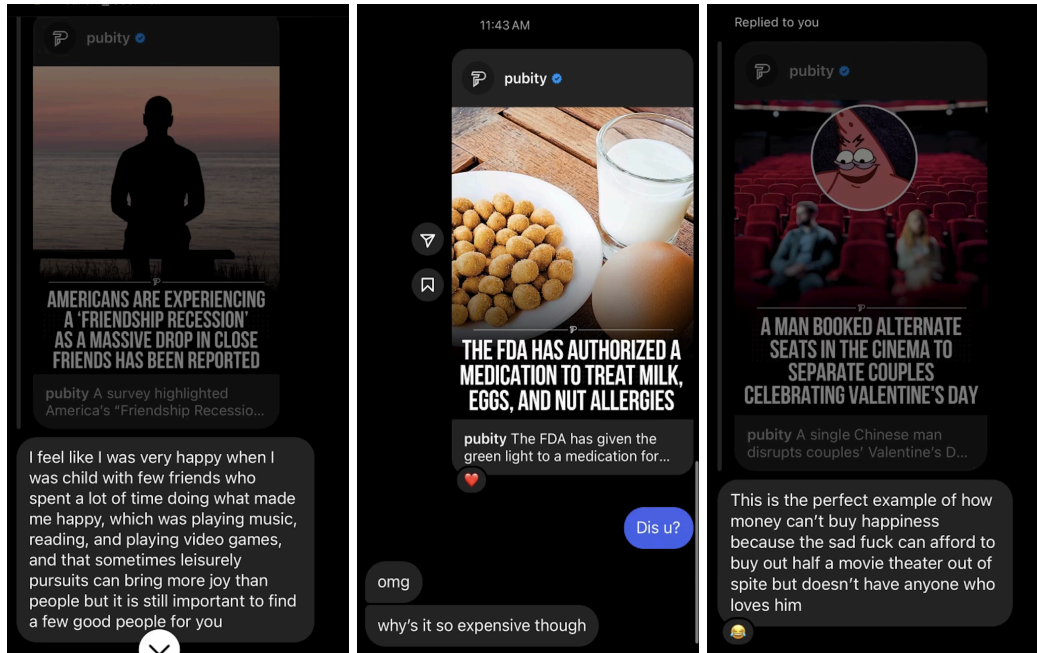 pubity
AMERICANS ARE EXPERIENCING
A 'FRIENDSHIP RECESSION'
AS A MASSIVE DROP IN CLOSE
FRIENDS HAS BEEN REPORTED
pubity A survey highlighted
America's "Friendship Recessio...
I feel like I was very happy when I
was child with few friends who
spent a lot of time doing what made
me happy, which was playing music,
reading, and playing video games,
and that sometimes leisurely
pursuits can bring more joy than
people but it is still important to find
a few good people for you
11:43 AM
pubity
THE FDA HAS AUTHORIZED A
MEDICATION TO TREAT MILK,
EGGS, AND NUT ALLERGIES
pubity The FDA has given the
green light to a medication for...
Dis u?
omg
why's it so expensive though
Replied to you
pubity
A MAN BOOKED ALTERNATE
SEATS IN THE CINEMA TO
SEPARATE COUPLES
CELEBRATING VALENTINE'S DAY
pubity A single Chinese man
disrupts couples' Valentine's D...
This is the perfect example of how
money can't buy happiness
because the sad fuck can afford to
buy out half a movie theater out of
spite but doesn't have anyone who
loves him